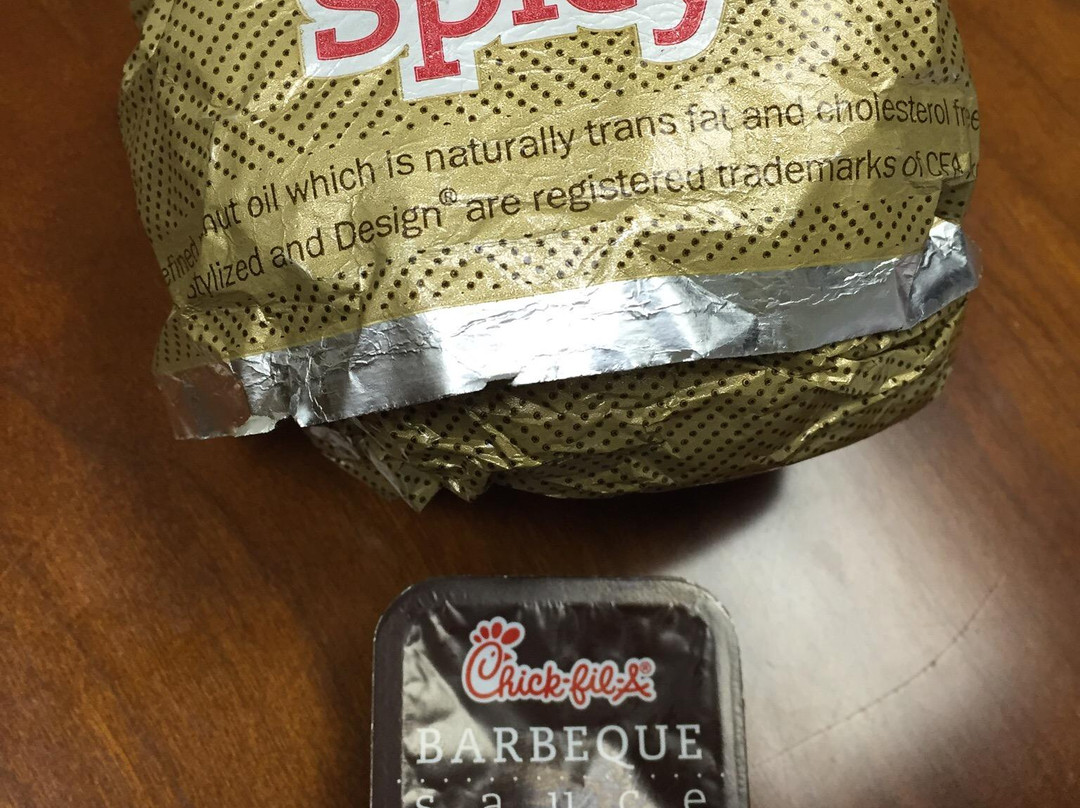 spicy
nut oil which is naturally trans fat and cholesterol free
Stylized and Design® are registered trademarks of CFA
Chick-fil-A®
BARBEQUE
sauce